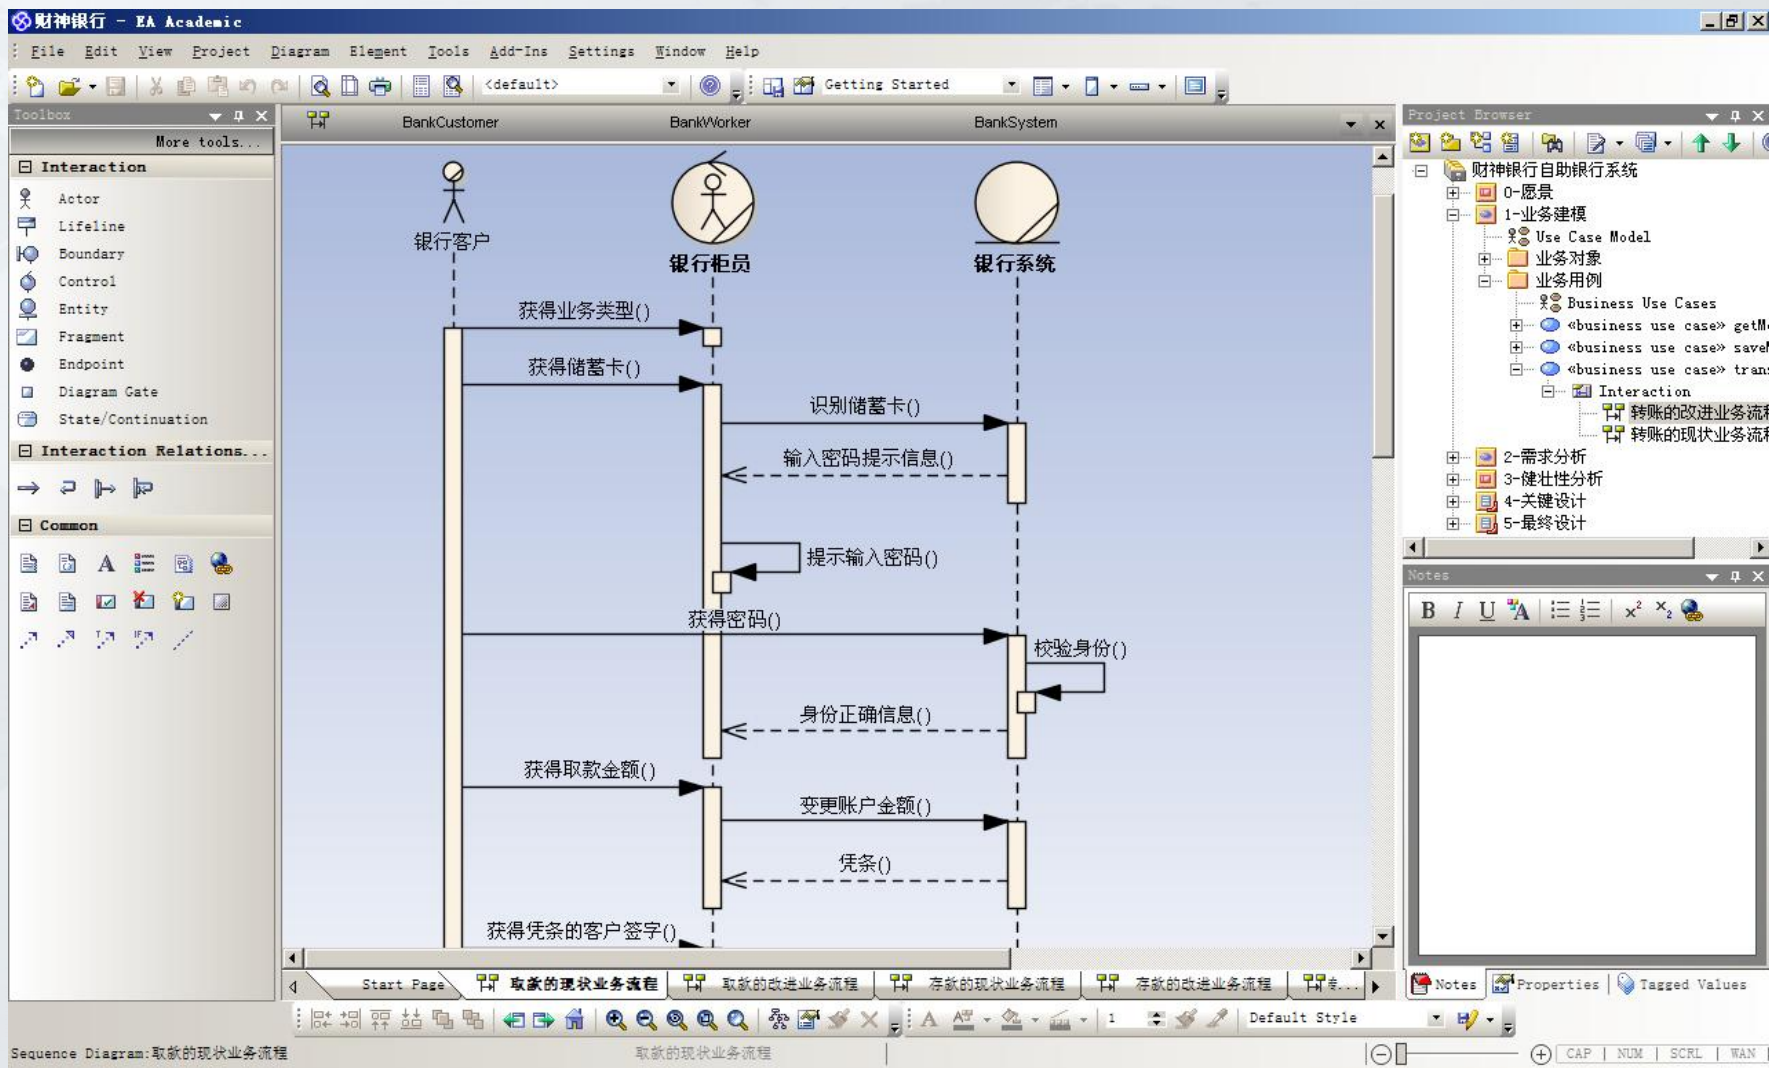 财神银行 - EA Academic
File Edit View Project Diagram Element Tools Add-Ins Settings Window Help
<default>
Getting Started
Toolbox
More tools...
Interaction
Actor
Lifeline
Boundary
Control
Entity
Fragment
Endpoint
Diagram Gate
State/Continuation
Interaction Relations...
Common
BankCustomer
BankWorker
BankSystem
银行客户
银行柜员
银行系统
获得业务类型()
获得储蓄卡()
识别储蓄卡()
输入密码提示信息()
提示输入密码()
获得密码()
校验身份()
身份正确信息()
获得取款金额()
变更账户金额()
凭条()
获得凭条的客户签字()
Start Page
取款的现状业务流程
取款的改进业务流程
存款的现状业务流程
存款的改进业务流程
Project Browser
财神银行自助银行系统
0-愿景
1-业务建模
Use Case Model
业务对象
业务用例
Business Use Cases
«business use case» getM
«business use case» save
«business use case» tran
Interaction
转账的改进业务流
转账的现状业务流
2-需求分析
3-健壮性分析
4-关键设计
5-最终设计
Notes
B I U A x² x₂
Notes
Properties
Tagged Values
A
1
Default Style
Sequence Diagram:取款的现状业务流程
取款的现状业务流程
CAP | NUM | SCRL | WAN